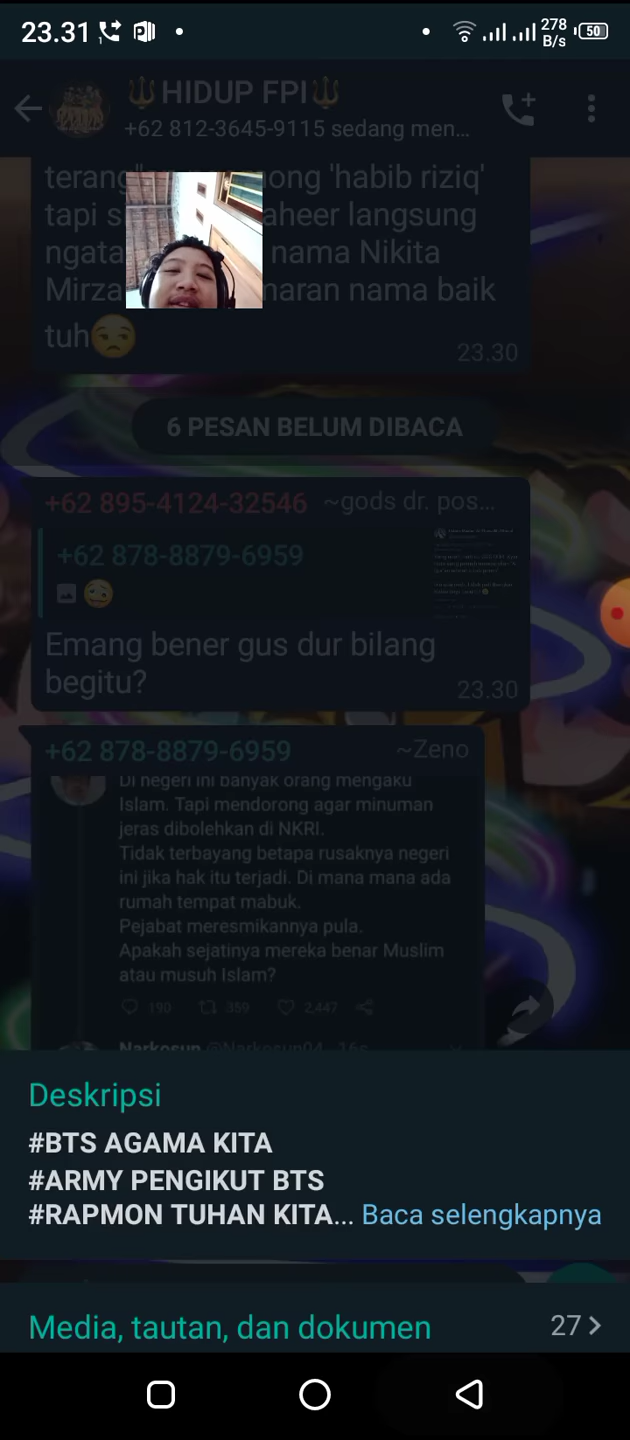 23.31
278
B/s
50
🔱HIDUP FPI🔱
+62 812-3645-9115 sedang men...
terang" ong 'habib riziq'
tapi s aheer langsung
ngata nama Nikita
Mirza maran nama baik
tuh😒
23.30
6 PESAN BELUM DIBACA
+62 895-4124-32546 ~gods dr. pos...
+62 878-8879-6959
Emang bener gus dur bilang
begitu?
23.30
+62 878-8879-6959 ~Zeno
Di negeri ini banyak orang mengaku
Islam. Tapi mendorong agar minuman
jeras dibolehkan di NKRI.
Tidak terbayang betapa rusaknya negeri
ini jika hak itu terjadi. Di mana mana ada
rumah tempat mabuk.
Pejabat meresmikannya pula.
Apakah sejatinya mereka benar Muslim
atau musuh Islam?
190 359 2,447
Narkosun @Narkosun04 16s
Deskripsi
#BTS AGAMA KITA
#ARMY PENGIKUT BTS
#RAPMON TUHAN KITA... Baca selengkapnya
Media, tautan, dan dokumen 27 >